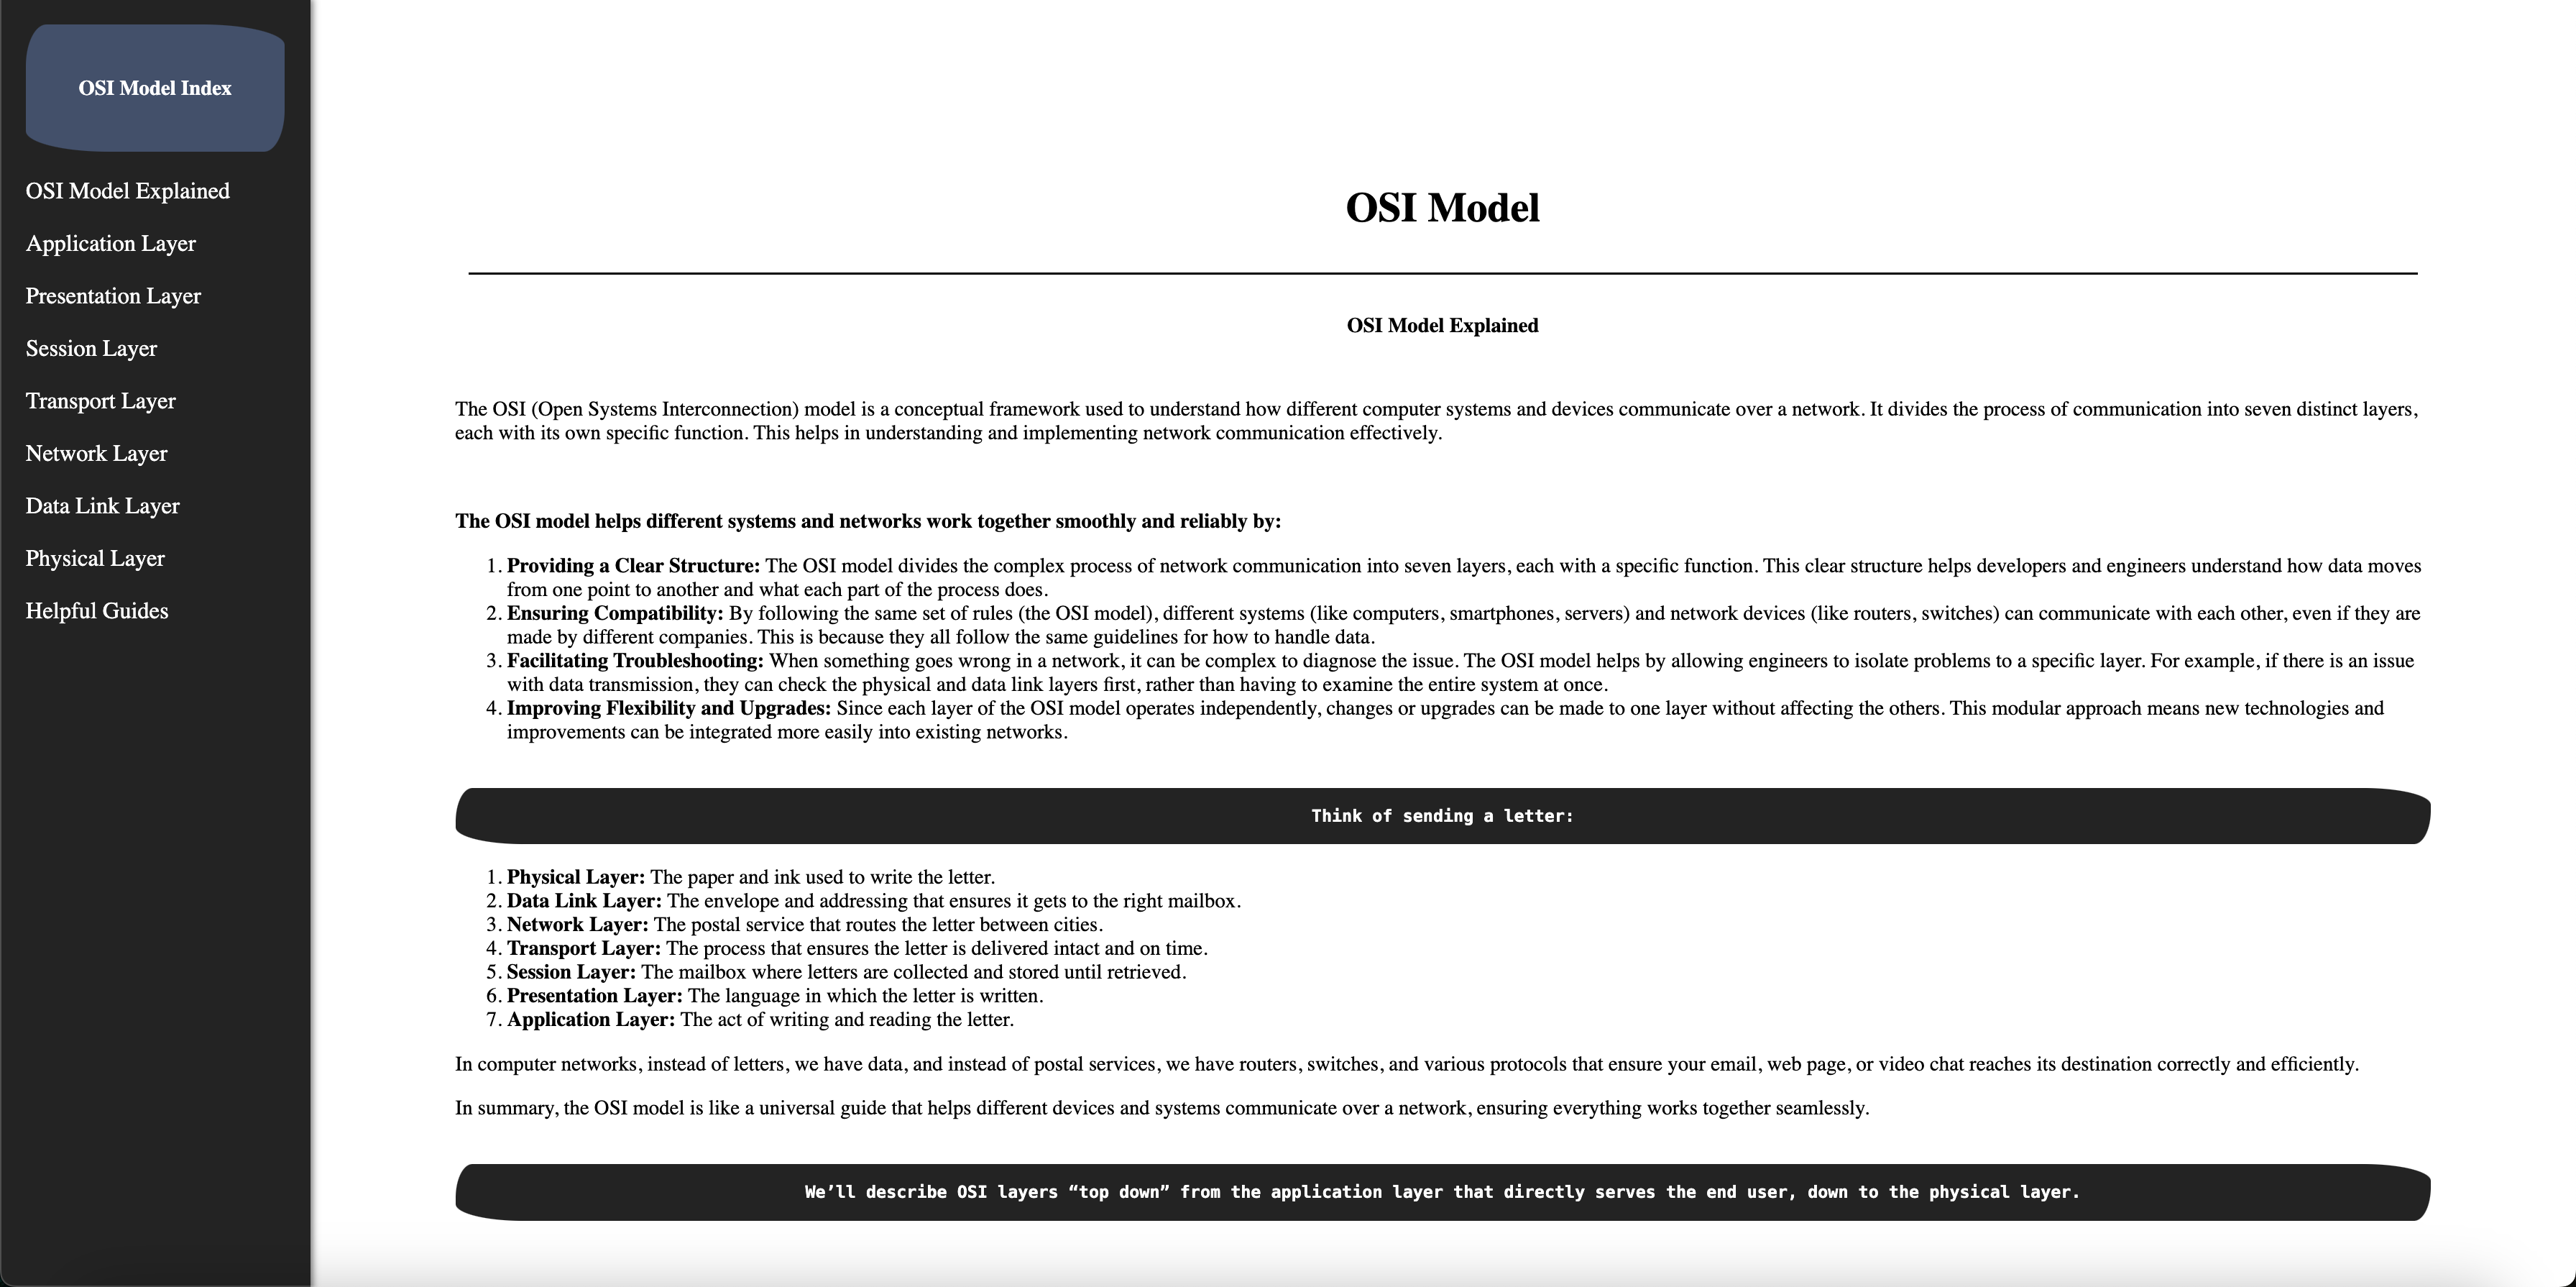 OSI Model Index
OSI Model Explained
Application Layer
Presentation Layer
Session Layer
Transport Layer
Network Layer
Data Link Layer
Physical Layer
Helpful Guides
OSI Model
OSI Model Explained
The OSI (Open Systems Interconnection) model is a conceptual framework used to understand how different computer systems and devices communicate over a network. It divides the process of communication into seven distinct layers,
each with its own specific function. This helps in understanding and implementing network communication effectively.
The OSI model helps different systems and networks work together smoothly and reliably by:
1. Providing a Clear Structure: The OSI model divides the complex process of network communication into seven layers, each with a specific function. This clear structure helps developers and engineers understand how data moves
from one point to another and what each part of the process does.
2. Ensuring Compatibility: By following the same set of rules (the OSI model), different systems (like computers, smartphones, servers) and network devices (like routers, switches) can communicate with each other, even if they are
made by different companies. This is because they all follow the same guidelines for how to handle data.
3. Facilitating Troubleshooting: When something goes wrong in a network, it can be complex to diagnose the issue. The OSI model helps by allowing engineers to isolate problems to a specific layer. For example, if there is an issue
with data transmission, they can check the physical and data link layers first, rather than having to examine the entire system at once.
4. Improving Flexibility and Upgrades: Since each layer of the OSI model operates independently, changes or upgrades can be made to one layer without affecting the others. This modular approach means new technologies and
improvements can be integrated more easily into existing networks.
Think of sending a letter:
1. Physical Layer: The paper and ink used to write the letter.
2. Data Link Layer: The envelope and addressing that ensures it gets to the right mailbox.
3. Network Layer: The postal service that routes the letter between cities.
4. Transport Layer: The process that ensures the letter is delivered intact and on time.
5. Session Layer: The mailbox where letters are collected and stored until retrieved.
6. Presentation Layer: The language in which the letter is written.
7. Application Layer: The act of writing and reading the letter.
In computer networks, instead of letters, we have data, and instead of postal services, we have routers, switches, and various protocols that ensure your email, web page, or video chat reaches its destination correctly and efficiently.
In summary, the OSI model is like a universal guide that helps different devices and systems communicate over a network, ensuring everything works together seamlessly.
We’ll describe OSI layers “top down” from the application layer that directly serves the end user, down to the physical layer.